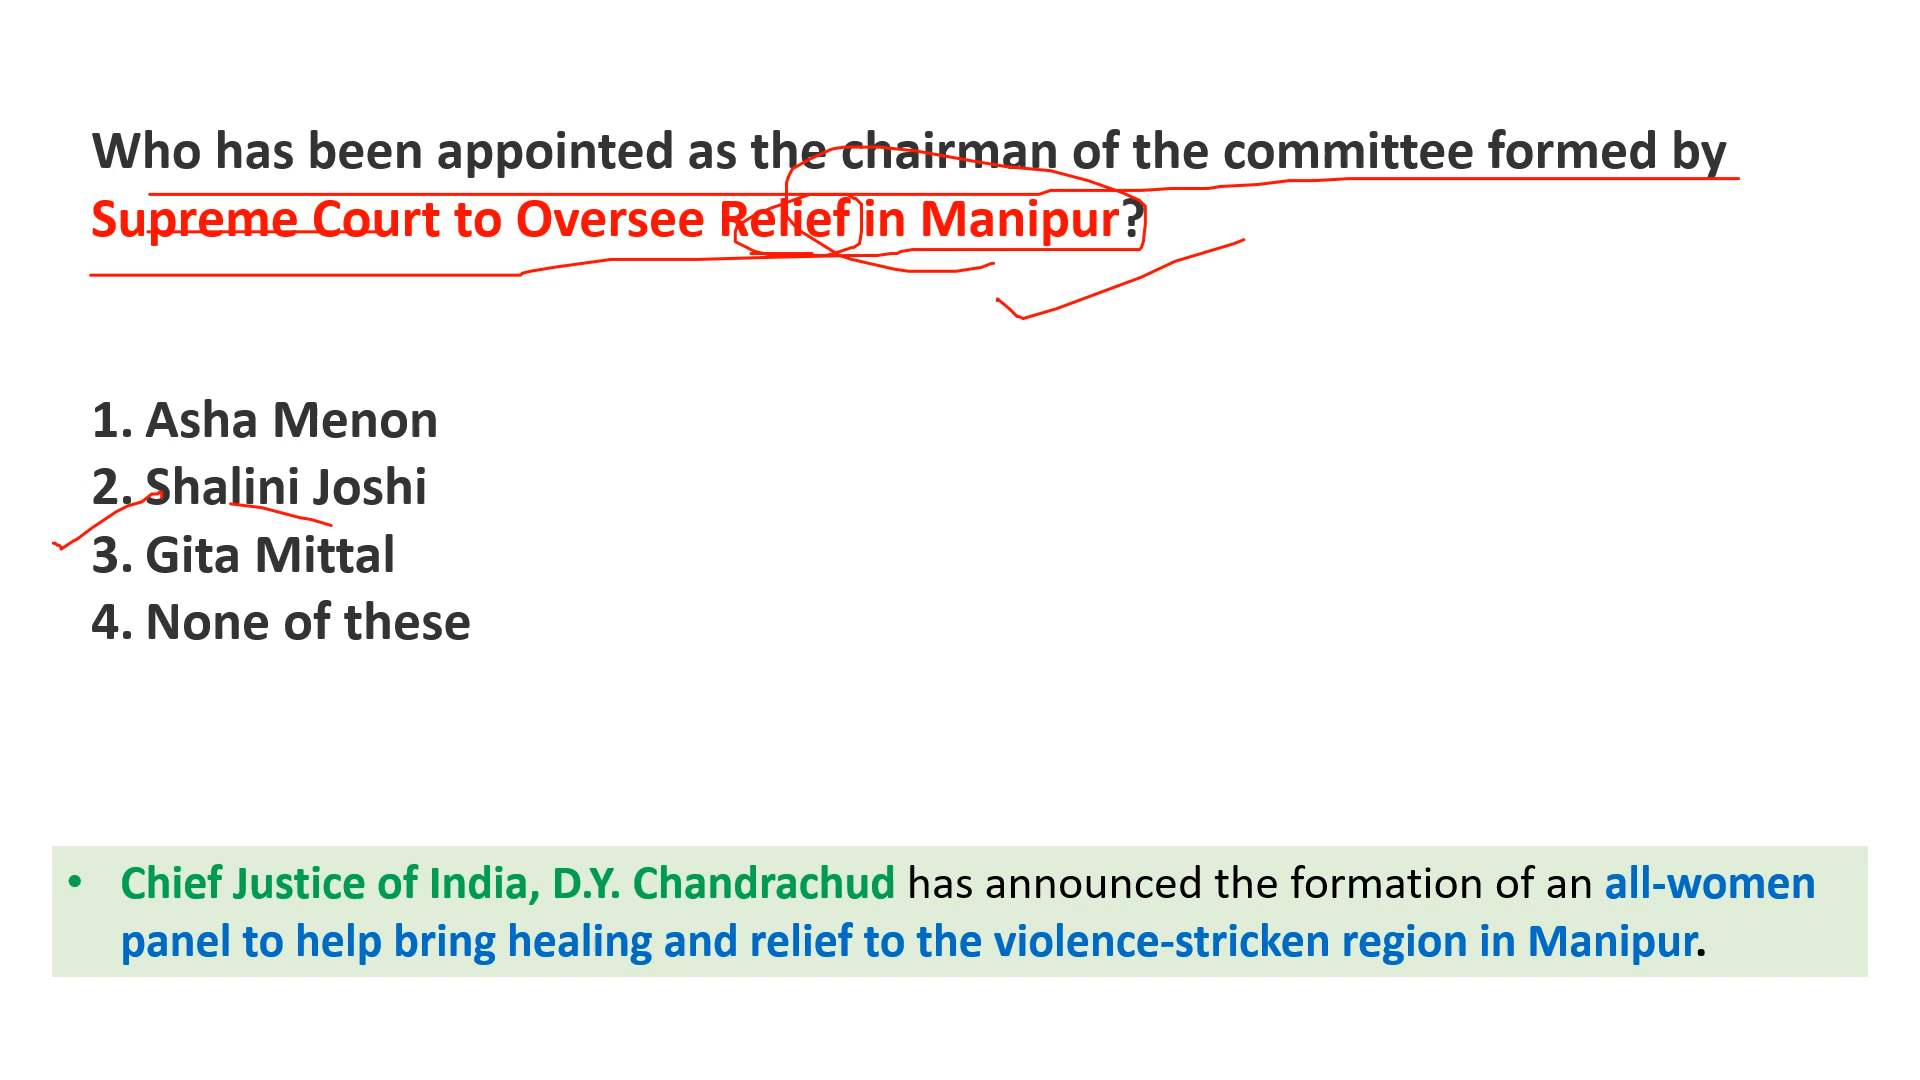 Who has been appointed as the chairman of the committee formed by
Supreme Court to Oversee Relief in Manipur?
1. Asha Menon
2. Shalini Joshi
3. Gita Mittal
4. None of these
• Chief Justice of India, D.Y. Chandrachud has announced the formation of an all-women
panel to help bring healing and relief to the violence-stricken region in Manipur.